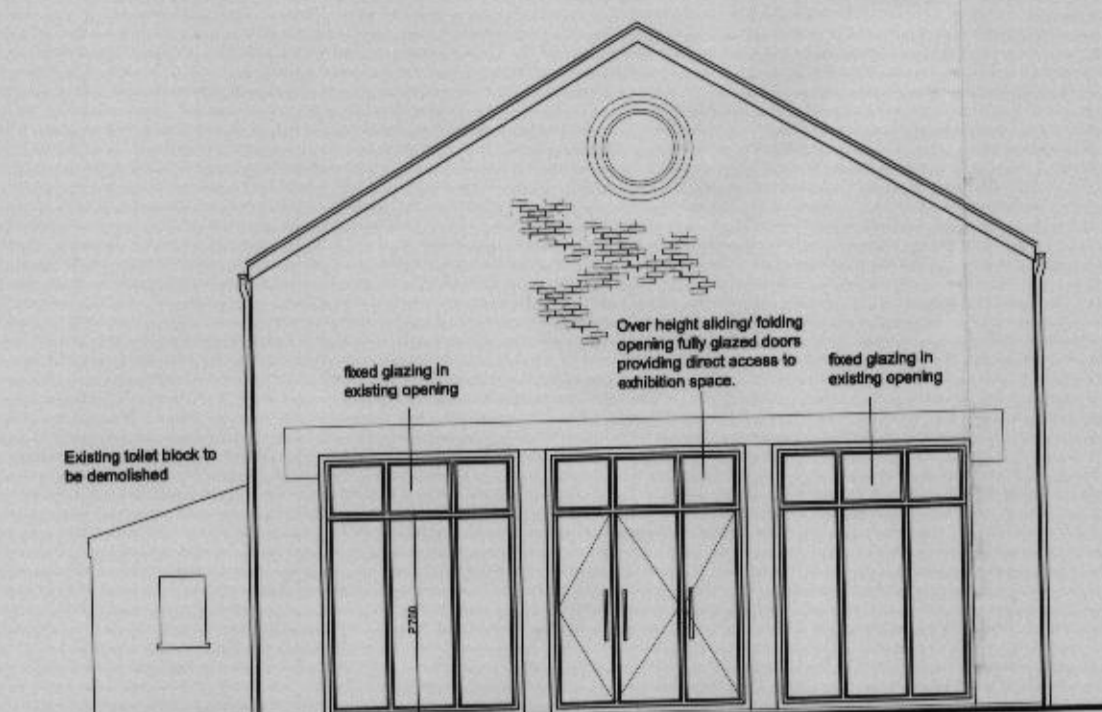 Over height sliding/ folding
opening fully glazed doors
providing direct access to
exhibition space.
fixed glazing in
existing opening
fixed glazing in
existing opening
Existing toilet block to
be demolished
2700